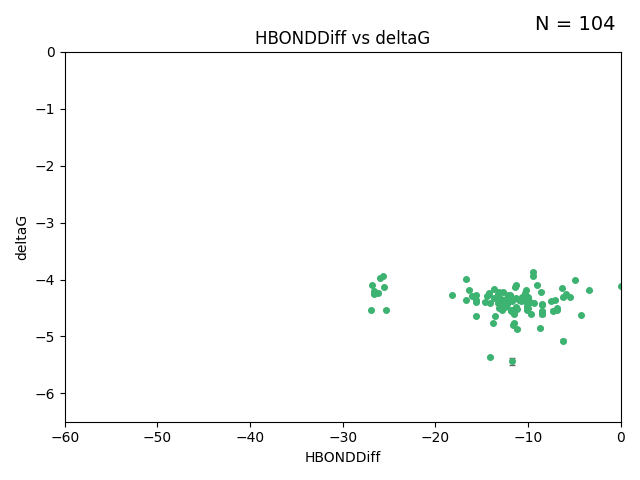 N = 104
HBONDDiff vs deltaG
0
−1
−2
−3
−4
−5
−6
deltaG
−60 −50 −40 −30 −20 −10 0
HBONDDiff